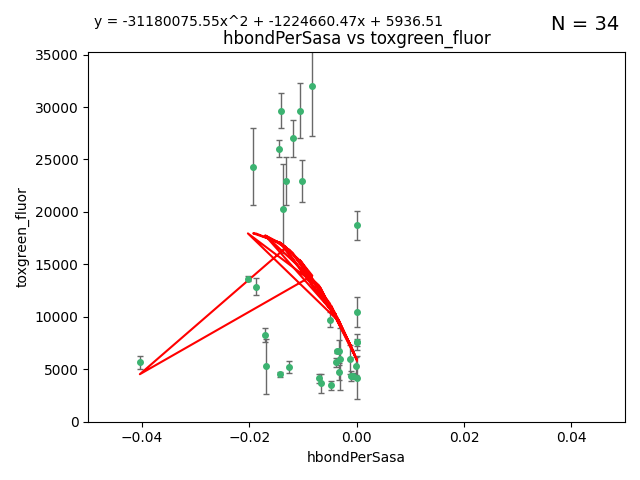 y = -31180075.55x^2 + -1224660.47x + 5936.51
N = 34
hbondPerSasa vs toxgreen_fluor
35000
30000
25000
20000
15000
10000
5000
0
toxgreen_fluor
−0.04
−0.02
0.00
0.02
0.04
hbondPerSasa